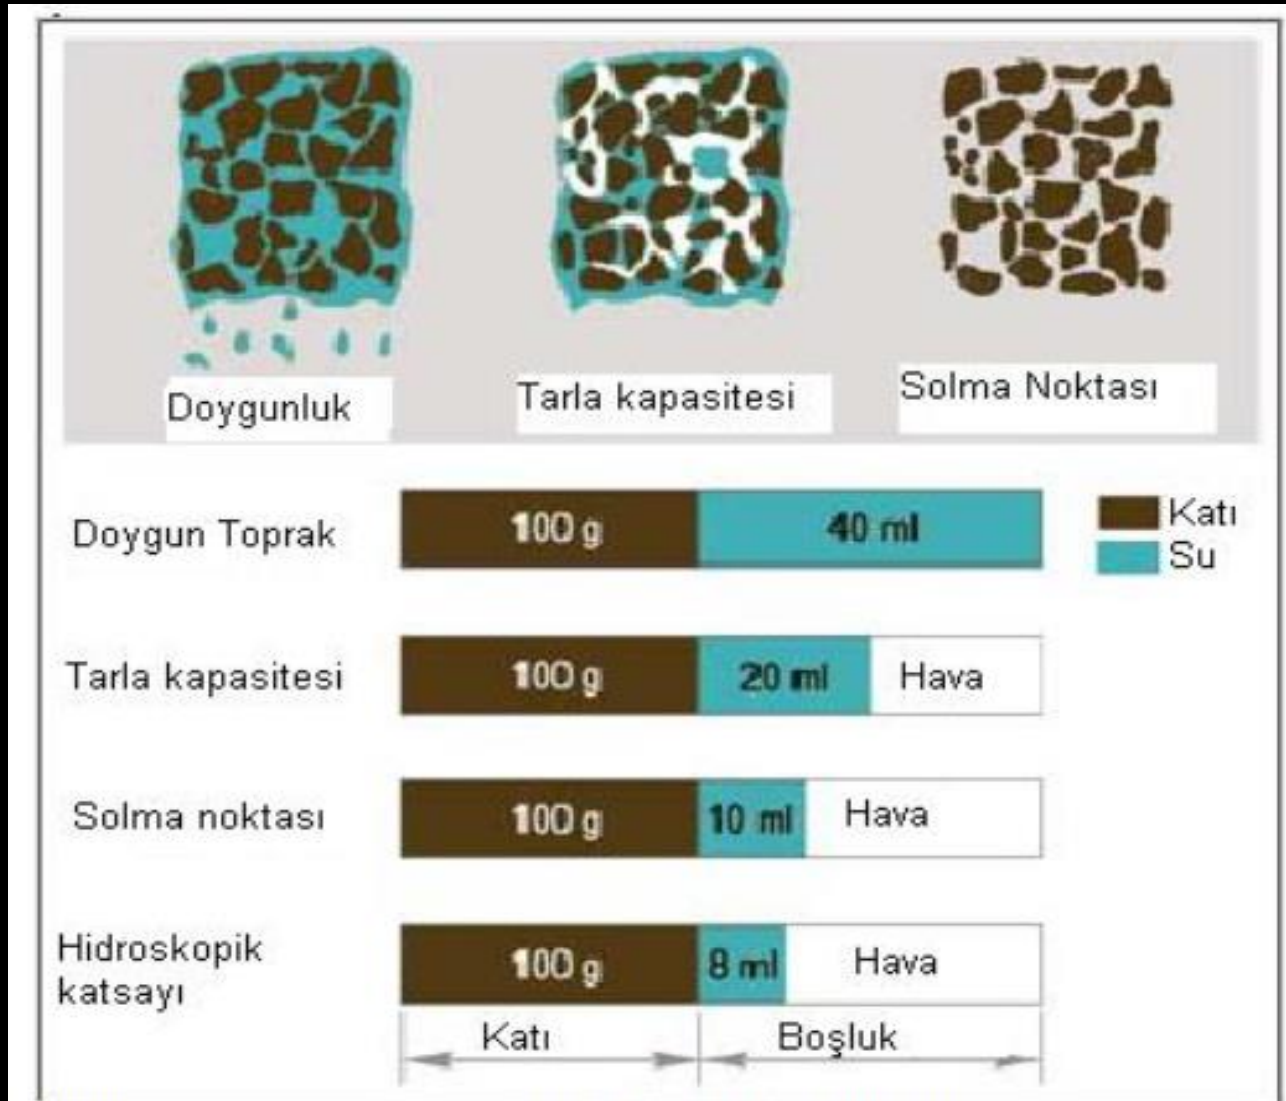 Doygunluk
Tarla kapasitesi
Solma Noktası
Doygun Toprak
100 g
40 ml
Katı
Su
Tarla kapasitesi
100 g
20 ml
Hava
Solma noktası
100 g
10 ml
Hava
Hidroskopik
katsayı
100 g
8 ml
Hava
Katı
Boşluk